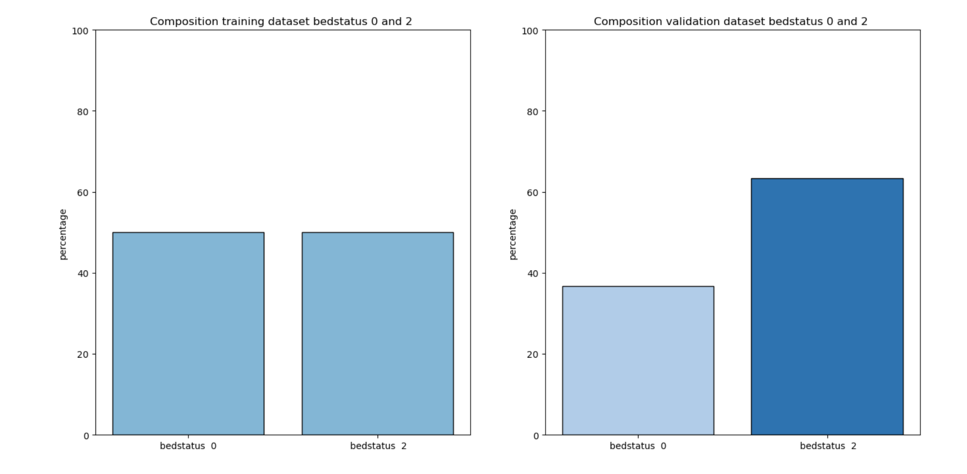 Composition training dataset bedstatus 0 and 2
100
80
60
40
20
0
percentage
bedstatus 0
bedstatus 2
Composition validation dataset bedstatus 0 and 2
100
80
60
40
20
0
percentage
bedstatus 0
bedstatus 2